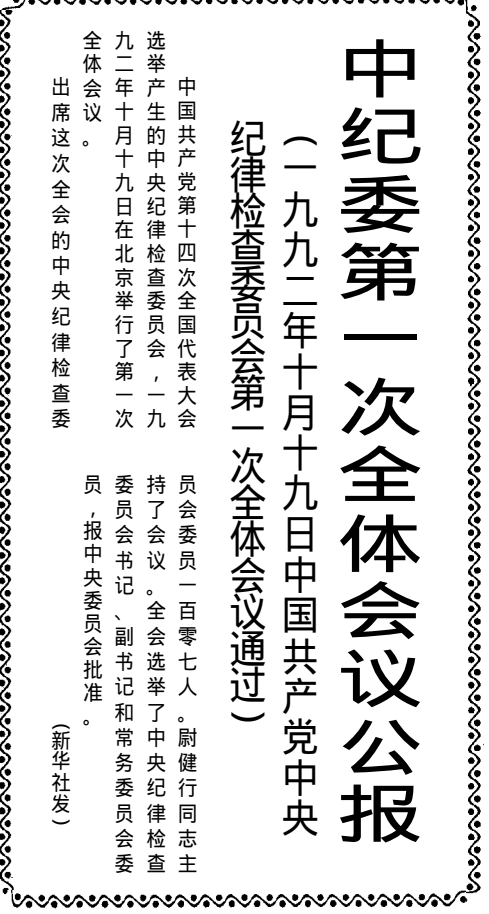 中纪委第一次全体会议公报
(一九九二年十月十九日中国共产党中央
纪律检查委员会第一次全体会议通过)
中国共产党第十四次全国代表大会
选举产生的中央纪律检查委员会，一九
九二年十月十九日在北京举行了第一次
全体会议。
出席这次全会的中央纪律检查委
员会委员一百零七人。尉健行同志主
持了会议。全会选举了中央纪律检查
委员会书记、副书记和常务委员会委
员，报中央委员会批准。
(新华社发)